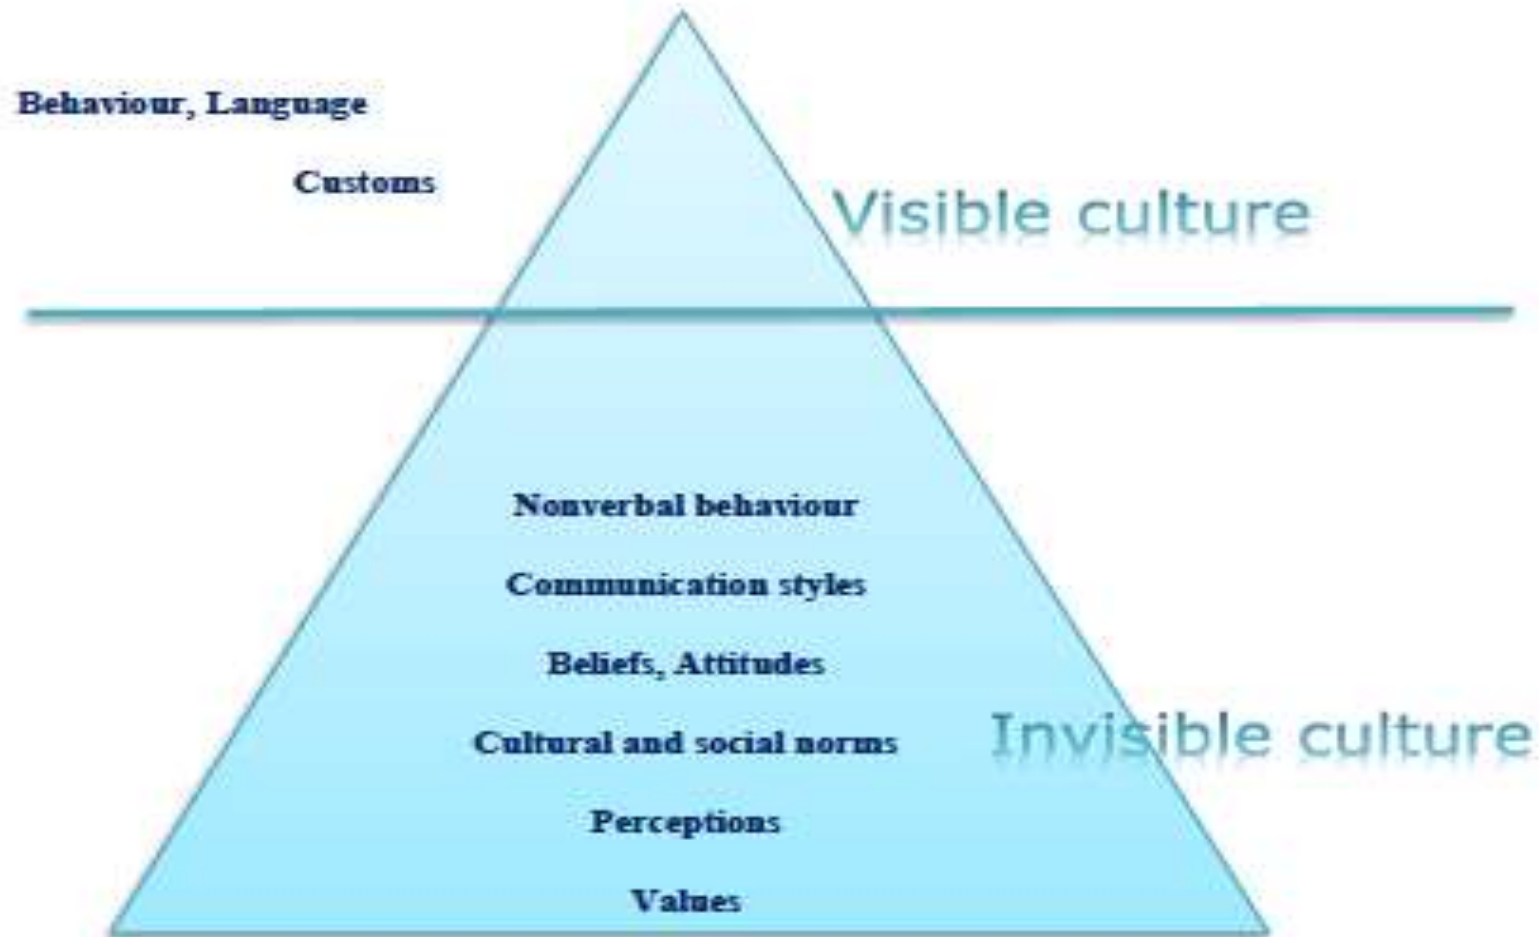 Behaviour, Language
Customs
Visible culture
Nonverbal behaviour
Communication styles
Beliefs, Attitudes
Cultural and social norms
Invisible culture
Perceptions
Values